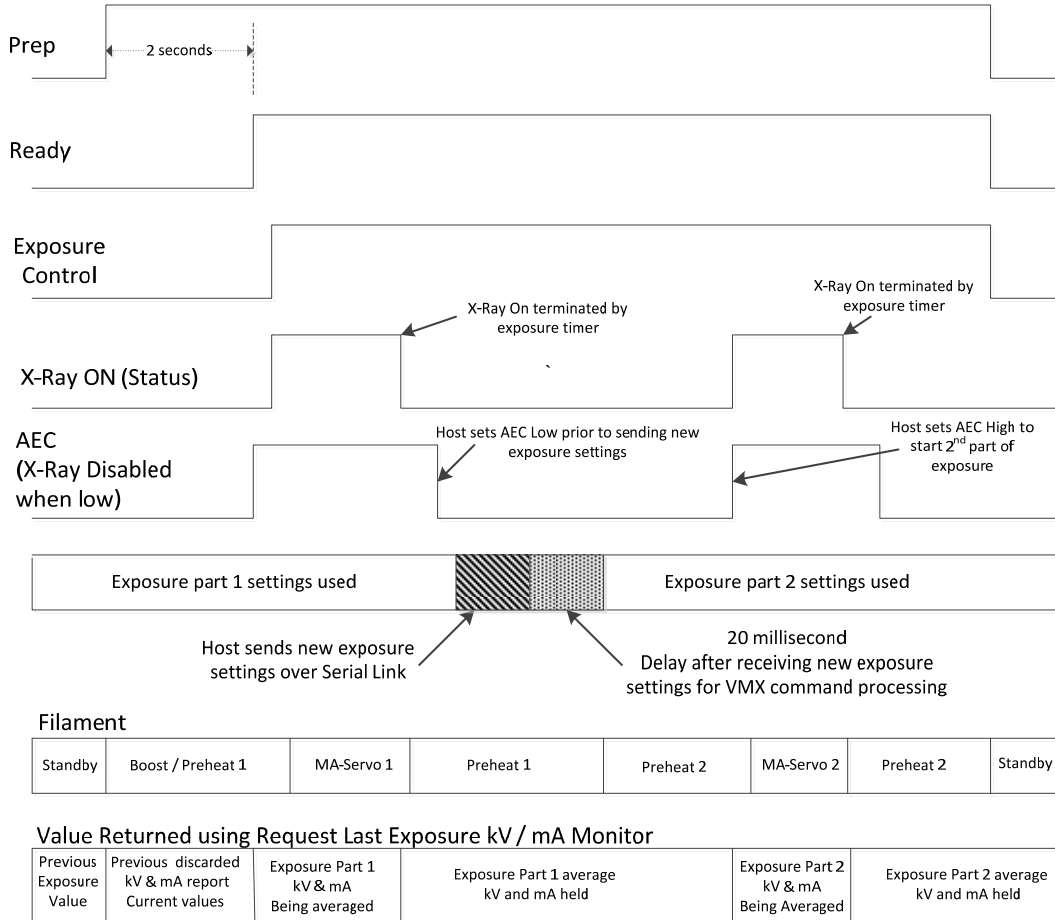 Prep
2 seconds
Ready
Exposure
Control
X-Ray On terminated by
exposure timer
X-Ray On terminated by
exposure timer
X-Ray ON (Status)
`
AEC
(X-Ray Disabled
when low)
Host sets AEC Low prior to sending new
exposure settings
Host sets AEC High to
start 2nd part of
exposure
Exposure part 1 settings used
Exposure part 2 settings used
Host sends new exposure
settings over Serial Link
20 millisecond
Delay after receiving new exposure
settings for VMX command processing
Filament
Standby
Boost / Preheat 1
MA-Servo 1
Preheat 1
Preheat 2
MA-Servo 2
Preheat 2
Standby
Value Returned using Request Last Exposure kV / mA Monitor
Previous
Exposure
Value
Previous discarded
kV & mA report
Current values
Exposure Part 1
kV & mA
Being averaged
Exposure Part 1 average
kV and mA held
Exposure Part 2
kV & mA
Being Averaged
Exposure Part 2 average
kV and mA held